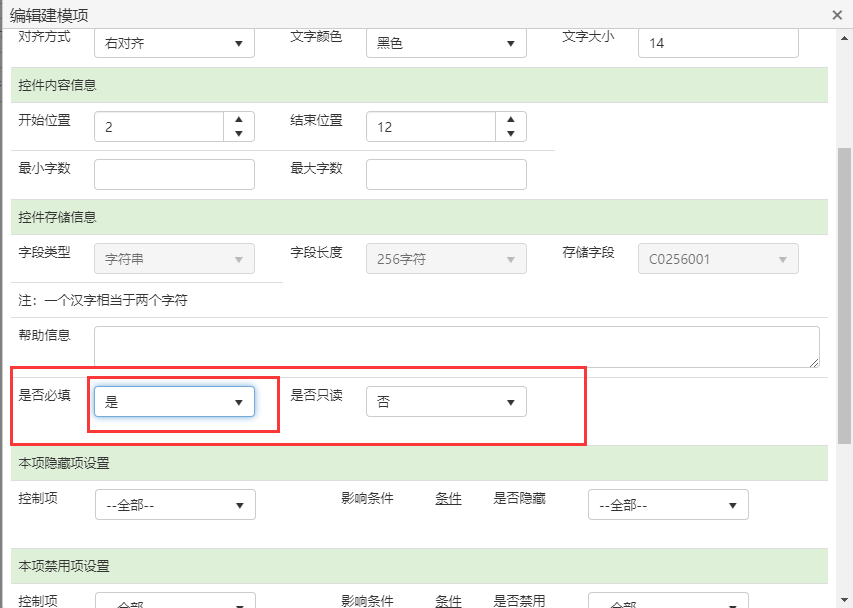 编辑建模项
对齐方式 右对齐 文字颜色 黑色 文字大小 14
控件内容信息
开始位置 2 结束位置 12
最小字数 最大字数
控件存储信息
字段类型 字符串 字段长度 256字符 存储字段 C0256001
注：一个汉字相当于两个字符
帮助信息
是否必填 是 是否只读 否
本项隐藏项设置
控制项 --全部-- 影响条件 条件 是否隐藏 --全部--
本项禁用项设置
控制项 --全部-- 影响条件 条件 是否禁用 --全部--